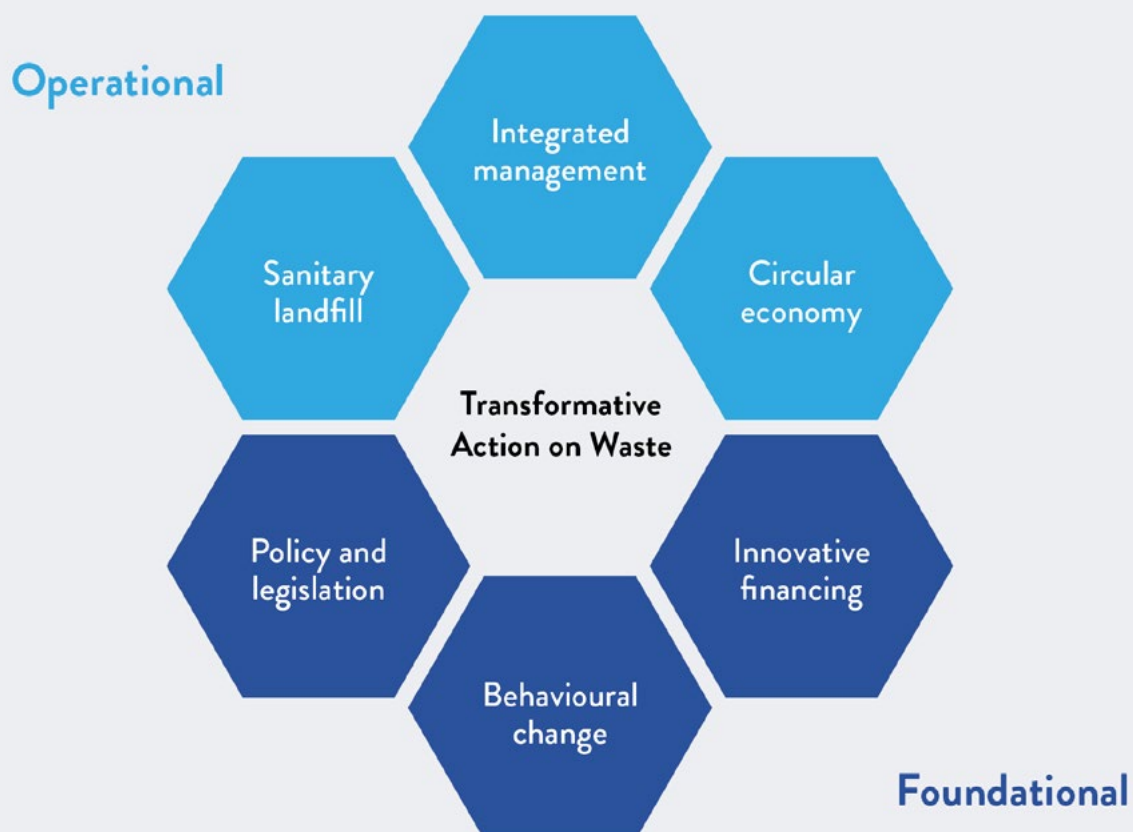 Operational
Integrated
management
Sanitary
landfill
Circular
economy
Transformative
Action on Waste
Policy and
legislation
Innovative
financing
Behavioural
change
Foundational